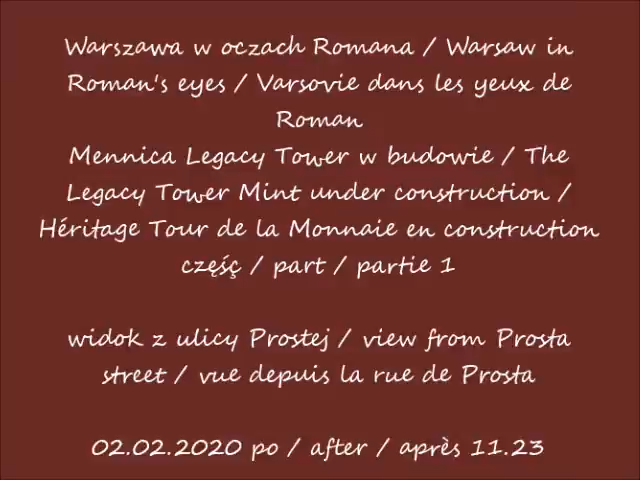 Warszawa w oczach Romana / Warsaw in
Roman's eyes / Varsovie dans les yeux de
Roman
Mennica Legacy Tower w budowie / The
Legacy Tower Mint under construction /
Héritage Tour de la Monnaie en construction
częśç / part / partie 1
widok z ulicy Prostej / view from Prosta
street / vue depuis la rue de Prosta
02.02.2020 po / after / après 11.23